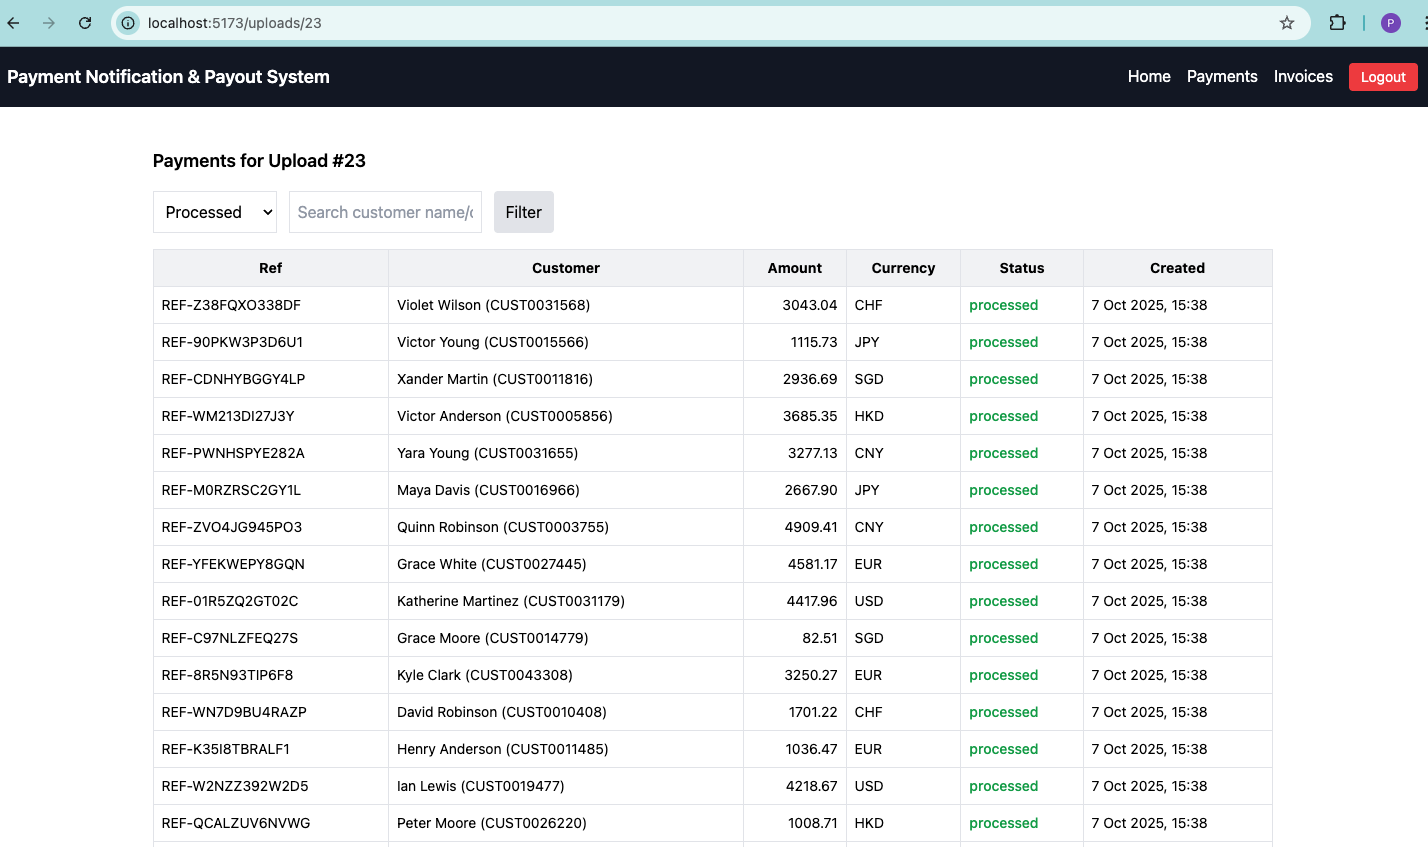 localhost:5173/uploads/23
P
Payment Notification & Payout System Home Payments Invoices Logout
Payments for Upload #23
Processed Search customer name/ Filter
Ref Customer Amount Currency Status Created
REF-Z38FQXO338DF Violet Wilson (CUST0031568) 3043.04 CHF processed 7 Oct 2025, 15:38
REF-90PKW3P3D6U1 Victor Young (CUST0015566) 1115.73 JPY processed 7 Oct 2025, 15:38
REF-CDNHYBGGY4LP Xander Martin (CUST0011816) 2936.69 SGD processed 7 Oct 2025, 15:38
REF-WM213DI27J3Y Victor Anderson (CUST0005856) 3685.35 HKD processed 7 Oct 2025, 15:38
REF-PWNHSPYE282A Yara Young (CUST0031655) 3277.13 CNY processed 7 Oct 2025, 15:38
REF-M0RZRSC2GY1L Maya Davis (CUST0016966) 2667.90 JPY processed 7 Oct 2025, 15:38
REF-ZVO4JG945PO3 Quinn Robinson (CUST0003755) 4909.41 CNY processed 7 Oct 2025, 15:38
REF-YFEKWEPY8GQN Grace White (CUST0027445) 4581.17 EUR processed 7 Oct 2025, 15:38
REF-01R5ZQ2GT02C Katherine Martinez (CUST0031179) 4417.96 USD processed 7 Oct 2025, 15:38
REF-C97NLZFEQ27S Grace Moore (CUST0014779) 82.51 SGD processed 7 Oct 2025, 15:38
REF-8R5N93TIP6F8 Kyle Clark (CUST0043308) 3250.27 EUR processed 7 Oct 2025, 15:38
REF-WN7D9BU4RAZP David Robinson (CUST0010408) 1701.22 CHF processed 7 Oct 2025, 15:38
REF-K35I8TBRALF1 Henry Anderson (CUST0011485) 1036.47 EUR processed 7 Oct 2025, 15:38
REF-W2NZZ392W2D5 Ian Lewis (CUST0019477) 4218.67 USD processed 7 Oct 2025, 15:38
REF-QCALZUV6NVWG Peter Moore (CUST0026220) 1008.71 HKD processed 7 Oct 2025, 15:38